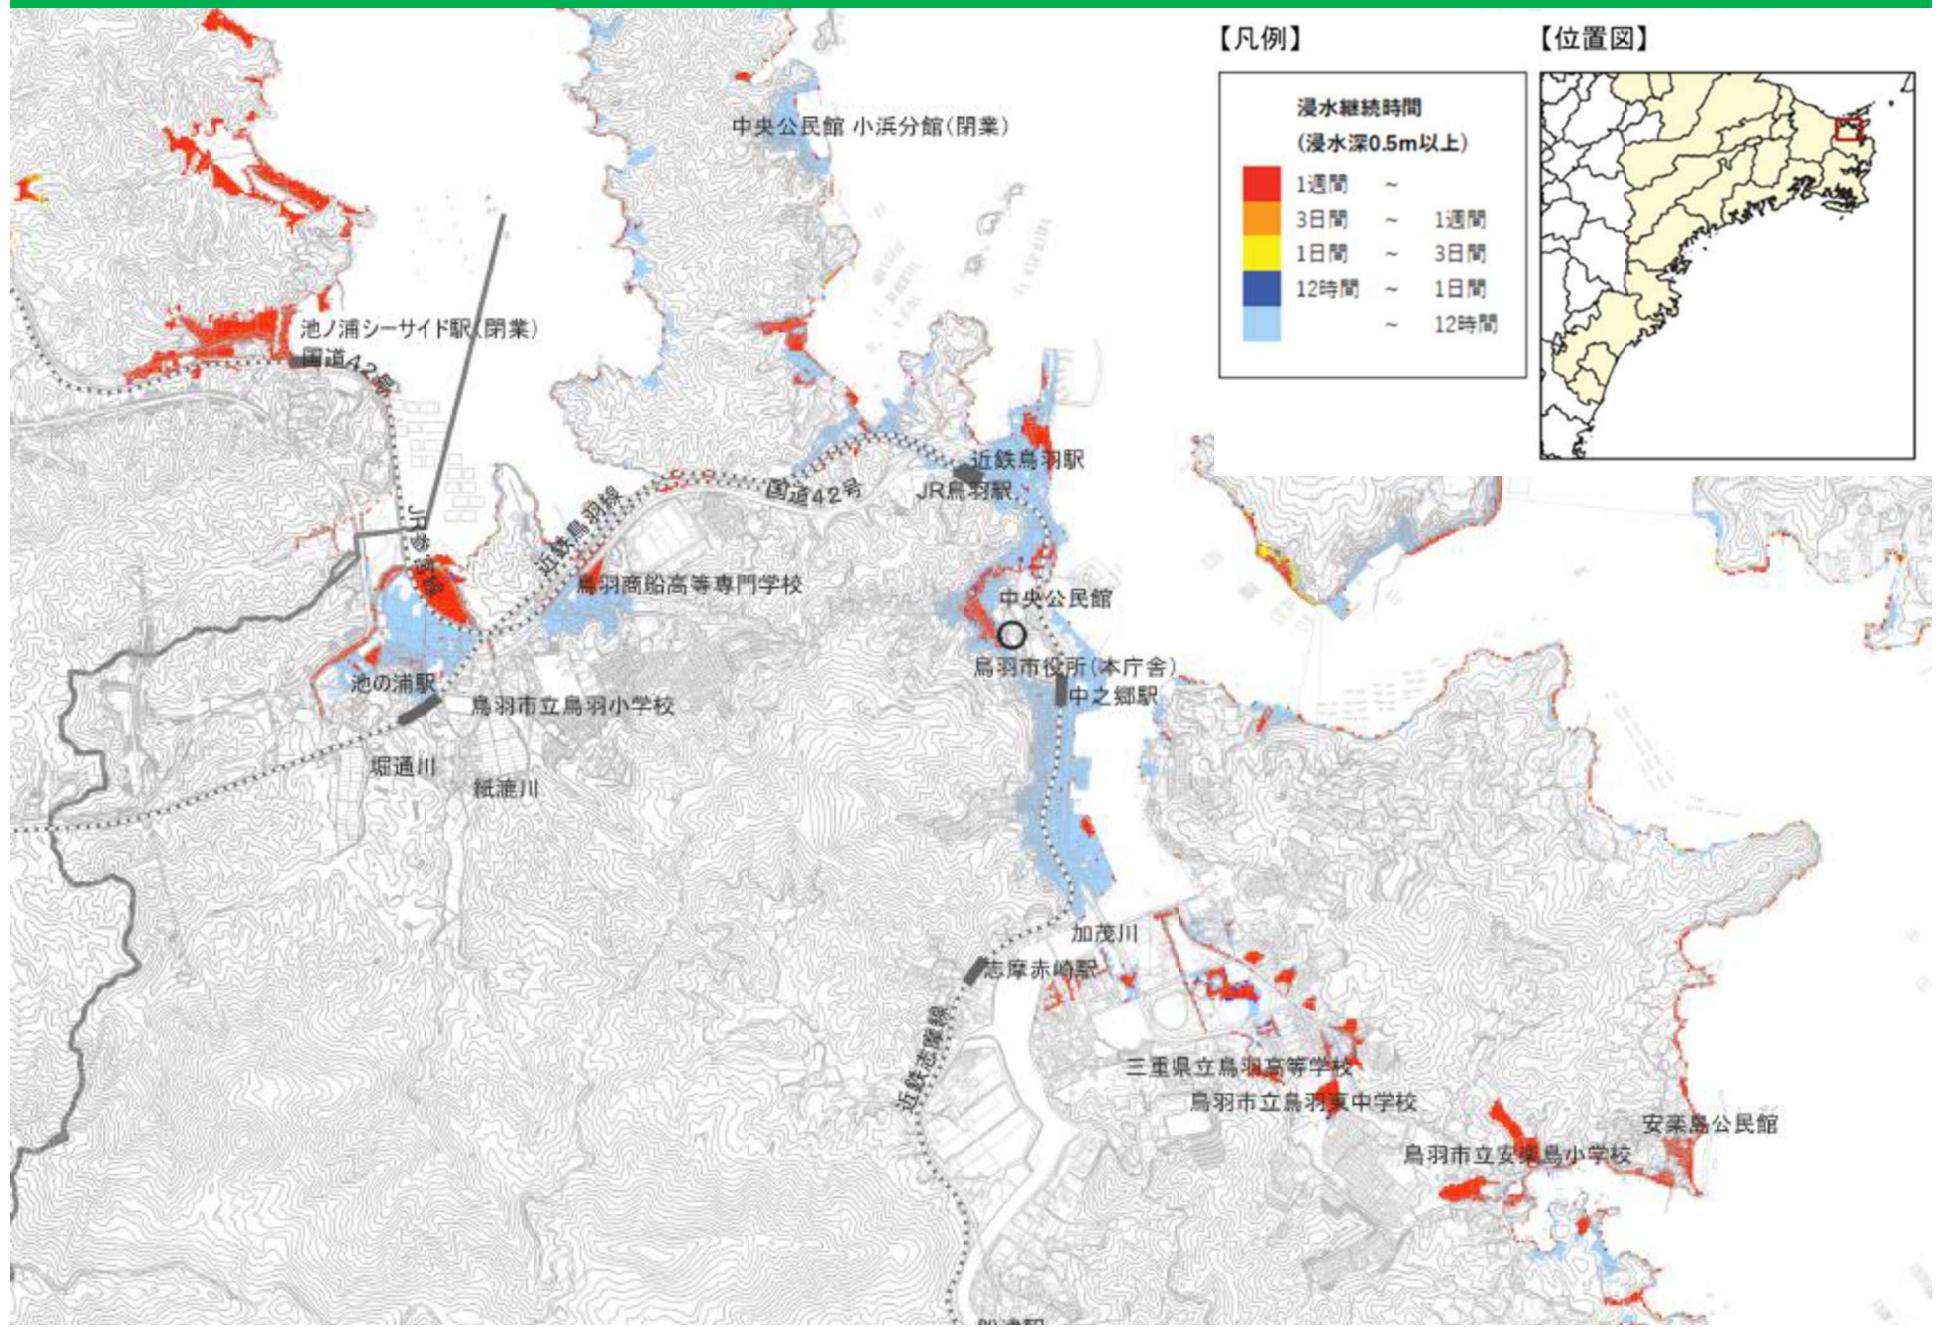 【凡例】
【位置図】
浸水継続時間
(浸水深0.5m以上)
1週間 ~
3日間 ~ 1週間
1日間 ~ 3日間
12時間 ~ 1日間
~ 12時間
中央公民館 小浜分館(閉業)
池ノ浦シーサイド駅(閉業)
国道42号
近鉄鳥羽駅
JR鳥羽駅
国道42号
JR参宮線
近鉄鳥羽線
鳥羽商船高等専門学校
中央公民館
鳥羽市役所(本庁舎)
中之郷駅
池の浦駅
鳥羽市立鳥羽小学校
堀通川
紙漉川
加茂川
志摩赤崎駅
近鉄志摩線
三重県立鳥羽高等学校
鳥羽市立鳥羽東中学校
安楽島公民館
鳥羽市立安楽島小学校